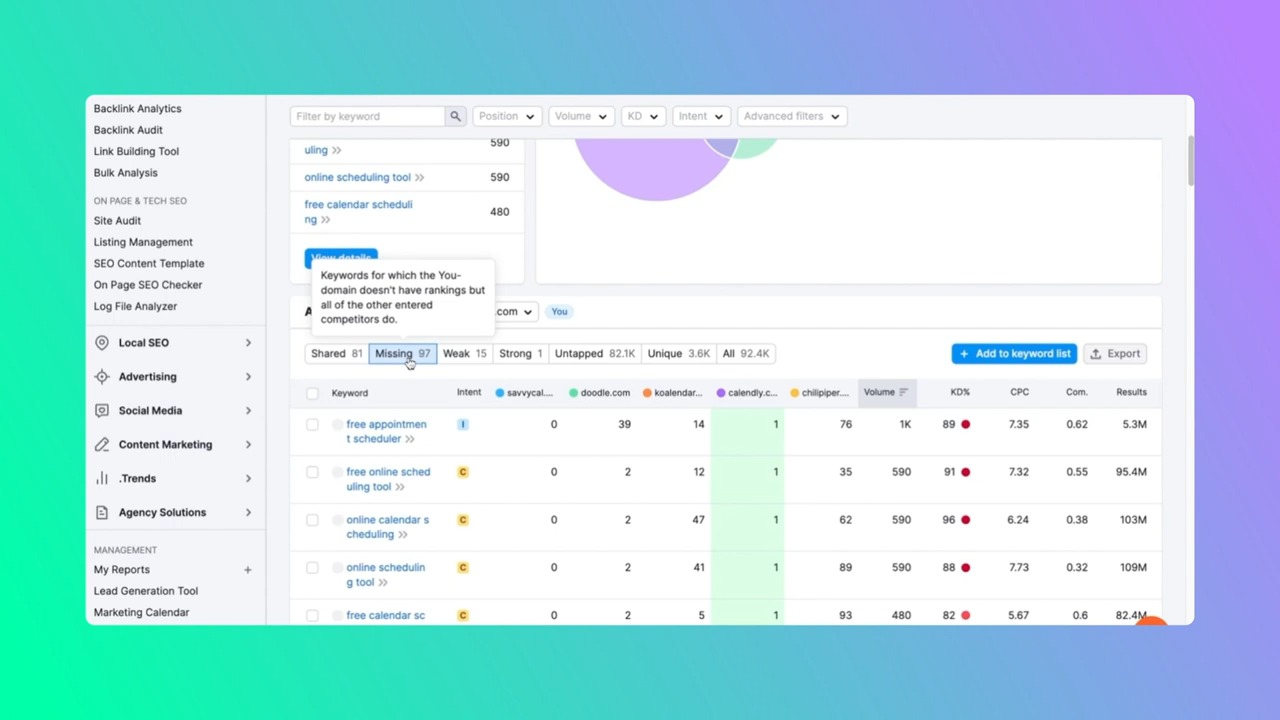 Backlink Analytics
Backlink Audit
Link Building Tool
Bulk Analysis
ON PAGE & TECH SEO
Site Audit
Listing Management
SEO Content Template
On Page SEO Checker
Log File Analyzer
Local SEO
Advertising
Social Media
Content Marketing
.Trends
Agency Solutions
MANAGEMENT
My Reports +
Lead Generation Tool
Marketing Calendar
Filter by keyword Position Volume KD Intent Advanced filters
uling >> 590
online scheduling tool >> 590
free calendar scheduli
ng >> 480
View details
Keywords for which the You-
domain doesn't have rankings but
all of the other entered
competitors do.
.com You
Shared 81 Missing 97 Weak 15 Strong 1 Untapped 82.1K Unique 3.6K All 92.4K + Add to keyword list Export
Keyword Intent savvycal.... doodle.com koalendar... calendly.c... chilipiper.... Volume KD% CPC Com. Results
free appointmen
t scheduler >> I 0 39 14 1 76 1K 89 7.35 0.62 5.3M
free online sched
uling tool >> C 0 2 12 1 35 590 91 7.32 0.55 95.4M
online calendar s
cheduling >> C 0 2 47 1 62 590 96 6.24 0.38 103M
online schedulin
g tool >> C 0 2 41 1 89 590 88 7.73 0.32 109M
free calendar sc C 0 2 5 1 93 480 82 5.67 0.6 82.4M